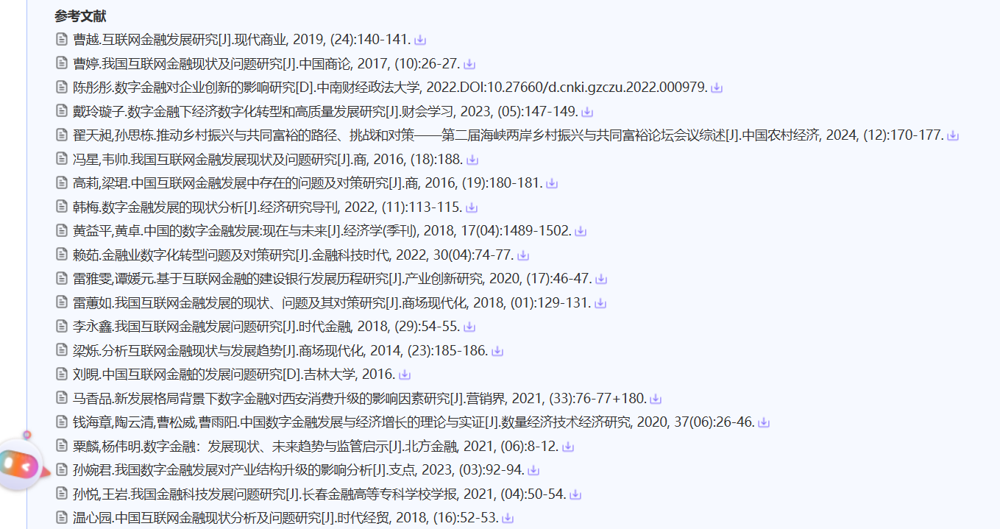 参考文献
曹越.互联网金融发展研究[J].现代商业, 2019, (24):140-141.
曹婷.我国互联网金融现状及问题研究[J].中国商论, 2017, (10):26-27.
陈彤彤.数字金融对企业创新的影响研究[D].中南财经政法大学, 2022.DOI:10.27660/d.cnki.gzczu.2022.000979.
戴玲璇子.数字金融下经济数字化转型和高质量发展研究[J].财会学习, 2023, (05):147-149.
翟天昶,孙思栋.推动乡村振兴与共同富裕的路径、挑战和对策——第二届海峡两岸乡村振兴与共同富裕论坛会议综述[J].中国农村经济, 2024, (12):170-177.
冯星,韦帅.我国互联网金融发展现状及问题研究[J].商, 2016, (18):188.
高莉,梁珺.中国互联网金融发展中存在的问题及对策研究[J].商, 2016, (19):180-181.
韩梅.数字金融发展的现状分析[J].经济研究导刊, 2022, (11):113-115.
黄益平,黄卓.中国的数字金融发展:现在与未来[J].经济学(季刊), 2018, 17(04):1489-1502.
赖茹.金融业数字化转型问题及对策研究[J].金融科技时代, 2022, 30(04):74-77.
雷雅雯,谭媛元.基于互联网金融的建设银行发展历程研究[J].产业创新研究, 2020, (17):46-47.
雷蕙如.我国互联网金融发展的现状、问题及其对策研究[J].商场现代化, 2018, (01):129-131.
李永鑫.我国互联网金融发展问题研究[J].时代金融, 2018, (29):54-55.
梁烁.分析互联网金融现状与发展趋势[J].商场现代化, 2014, (23):185-186.
刘晛.中国互联网金融的发展问题研究[D].吉林大学, 2016.
马香品.新发展格局背景下数字金融对西安消费升级的影响因素研究[J].营销界, 2021, (33):76-77+180.
钱海章,陶云清,曹松威,曹雨阳.中国数字金融发展与经济增长的理论与实证[J].数量经济技术经济研究, 2020, 37(06):26-46.
粟麟,杨伟明.数字金融：发展现状、未来趋势与监管启示[J].北方金融, 2021, (06):8-12.
孙婉君.我国数字金融发展对产业结构升级的影响分析[J].支点, 2023, (03):92-94.
孙悦,王岩.我国金融科技发展问题研究[J].长春金融高等专科学校学报, 2021, (04):50-54.
温心园.中国互联网金融现状分析及问题研究[J].时代经贸, 2018, (16):52-53.